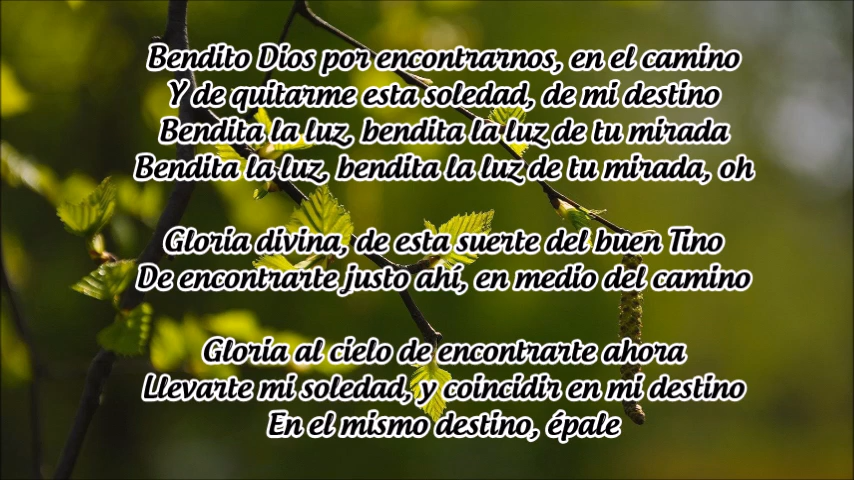 Bendito Dios por encontrarnos, en el camino
Y de quitarme esta soledad, de mi destino
Bendita la luz, bendita la luz de tu mirada
Bendita la luz, bendita la luz de tu mirada, oh
Gloria divina, de esta suerte del buen Tino
De encontrarte justo ahí, en medio del camino
Gloria al cielo de encontrarte ahora
Llevarte mi soledad, y coincidir en mi destino
En el mismo destino, épale